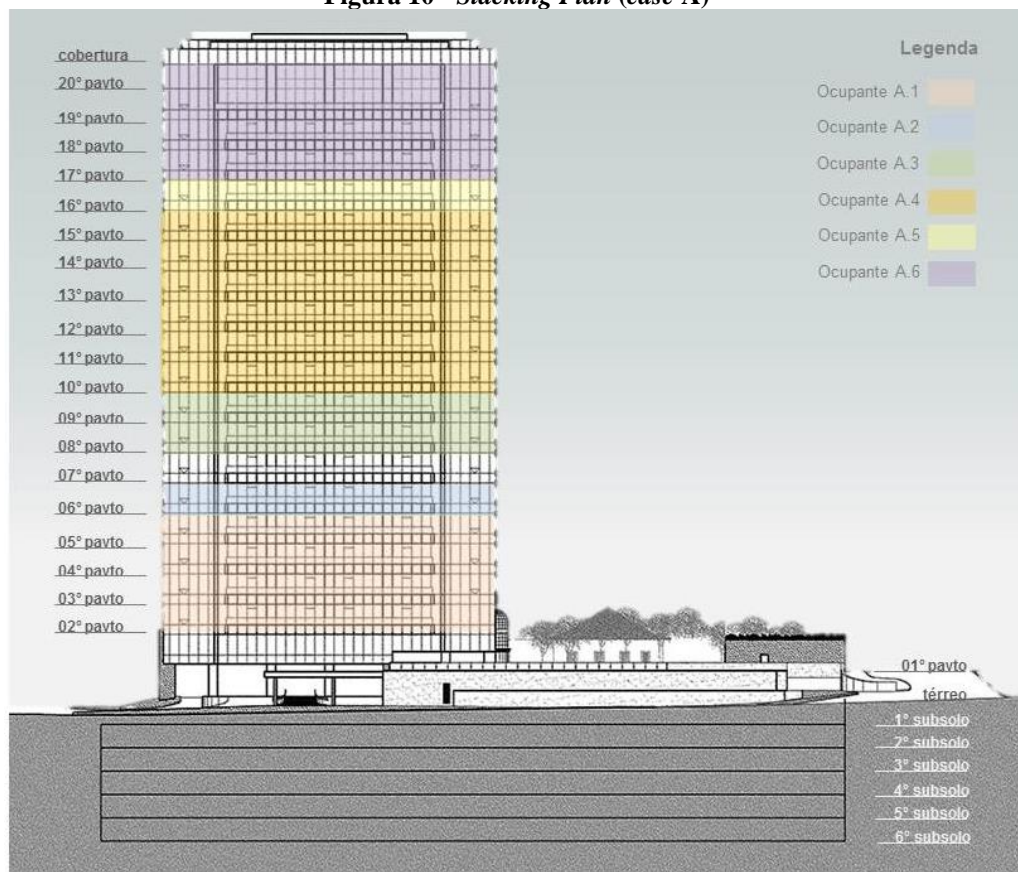 Figura 10 - Stacking Plan (case A)
cobertura
20º pavto
19º pavto
18º pavto
17º pavto
16º pavto
15º pavto
14º pavto
13º pavto
12º pavto
11º pavto
10º pavto
09º pavto
08º pavto
07º pavto
06º pavto
05º pavto
04º pavto
03º pavto
02º pavto
Legenda
Ocupante A.1
Ocupante A.2
Ocupante A.3
Ocupante A.4
Ocupante A.5
Ocupante A.6
01º pavto
térreo
1º subsolo
2º subsolo
3º subsolo
4º subsolo
5º subsolo
6º subsolo